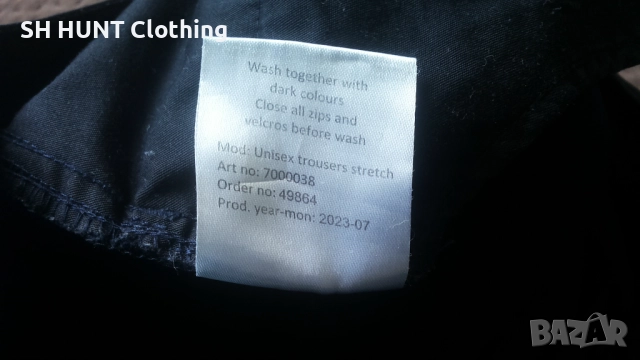 SH HUNT Clothing
Wash together with
dark colours
Close all zips and
velcros before wash
Mod: Unisex trousers stretch
Art no: 7000038
Order no: 49864
Prod. year-mon: 2023-07
BAZAR